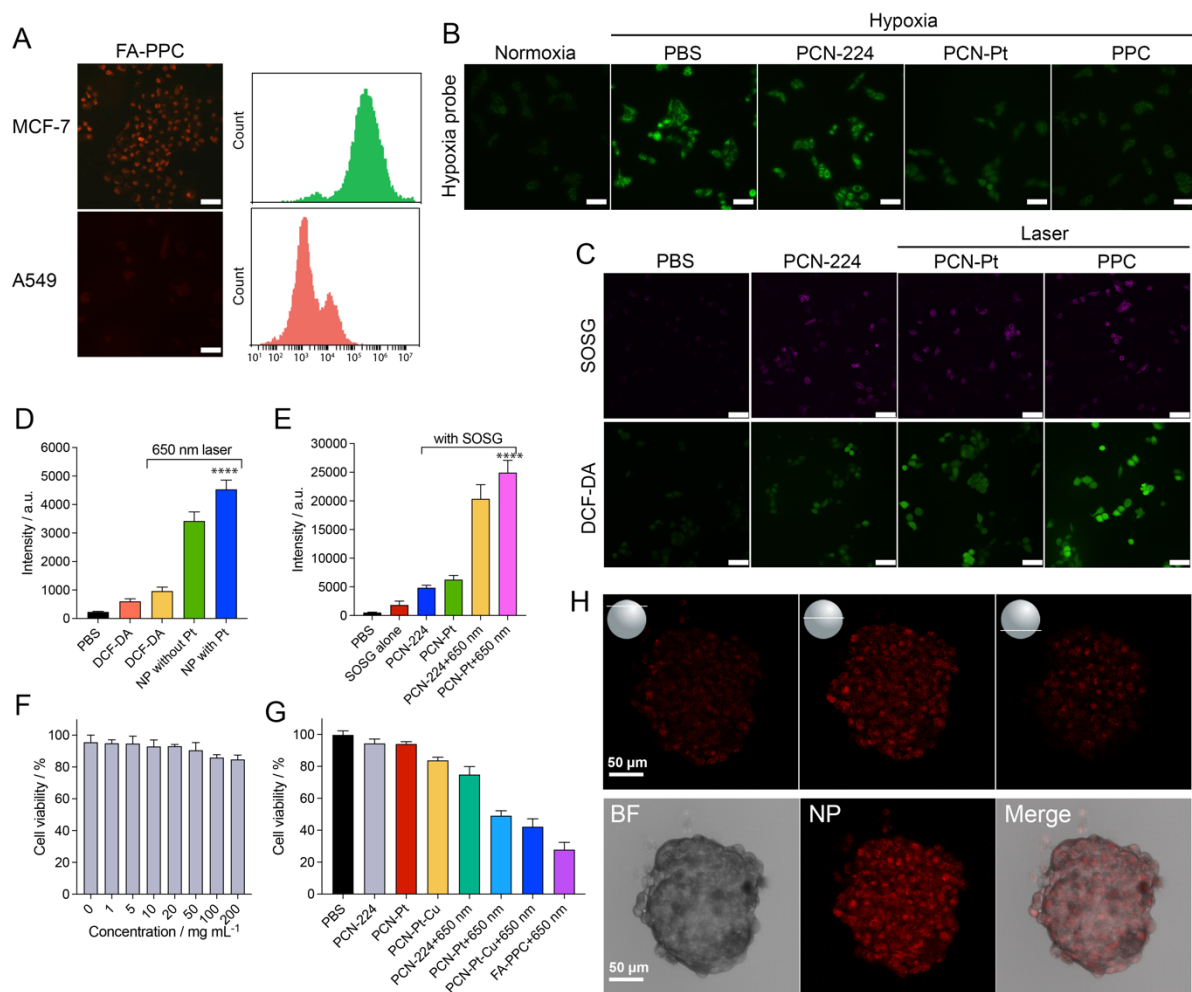 A
FA-PPC
MCF-7
A549
Count
Count
10¹ 10² 10³ 10⁴ 10⁵ 10⁶ 10⁷
B
Hypoxia
Normoxia PBS PCN-224 PCN-Pt PPC
Hypoxia probe
C
Laser
PBS PCN-224 PCN-Pt PPC
SOSG
DCF-DA
D
650 nm laser
****
Intensity / a.u.
6000
5000
4000
3000
2000
1000
0
PBS
DCF-DA
DCF-DA
NP without Pt
NP with Pt
E
with SOSG
****
Intensity / a.u.
30000
25000
20000
15000
10000
5000
0
PBS
SOSG alone
PCN-224
PCN-Pt
PCN-224+650 nm
PCN-Pt+650 nm
F
Cell viability / %
100
80
60
40
20
0
0 1 5 10 20 50 100 200
Concentration / mg mL⁻¹
G
Cell viability / %
100
80
60
40
20
0
PBS
PCN-224
PCN-Pt
PCN-Pt-Cu
PCN-224+650 nm
PCN-Pt+650 nm
PCN-Pt-Cu+650 nm
FA-PPC+650 nm
H
50 µm
BF NP Merge
50 µm